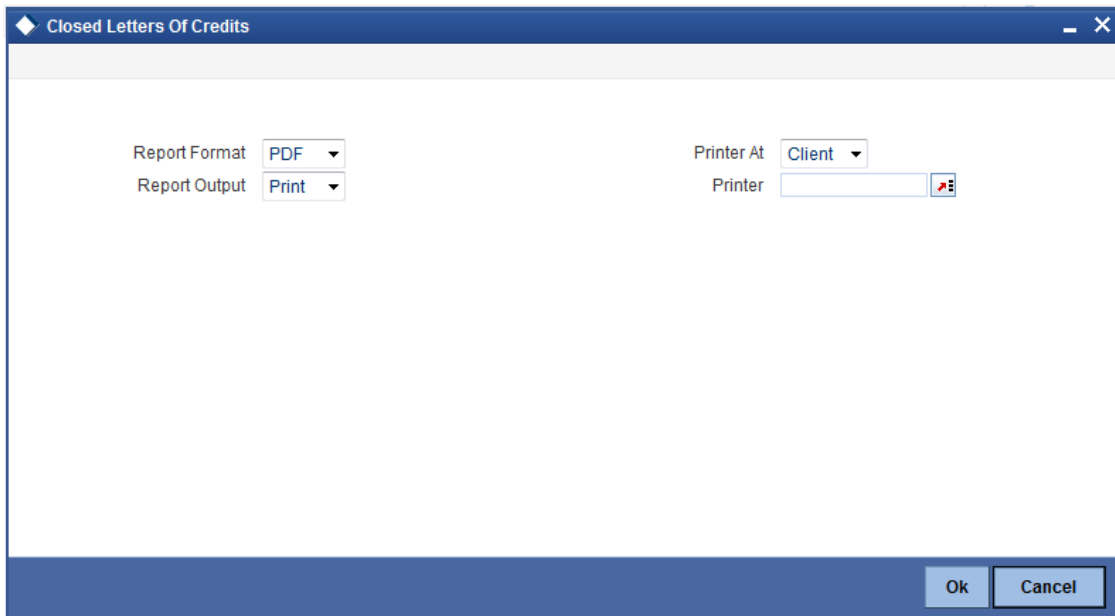 Closed Letters Of Credits
Report Format PDF Printer At Client
Report Output Print Printer
Ok Cancel